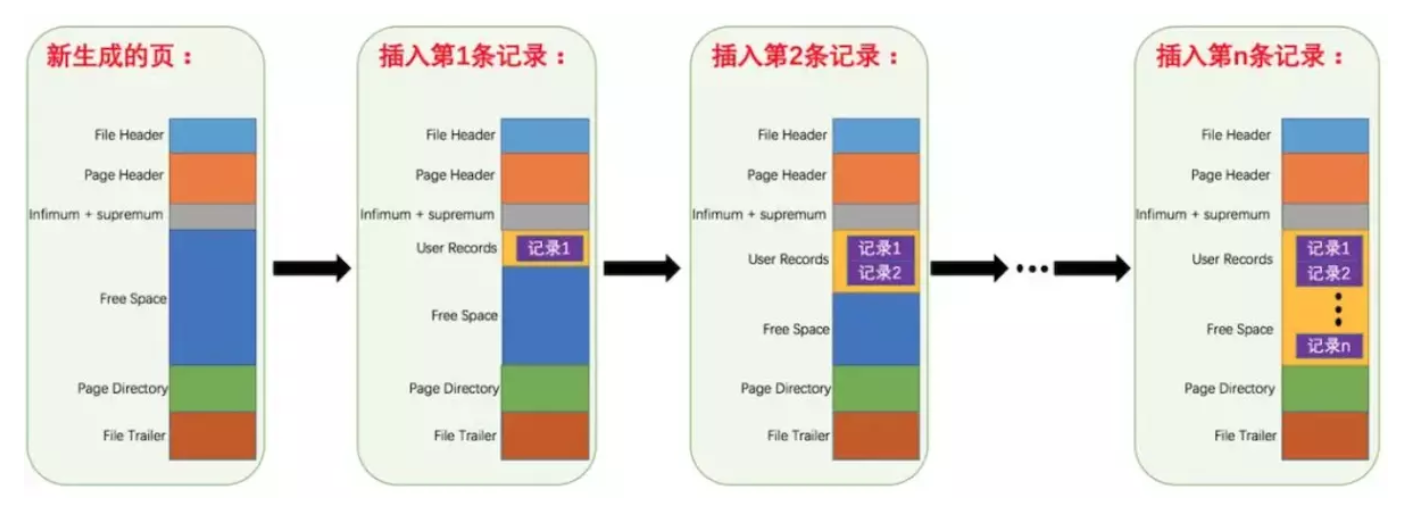 新生成的页：
File Header
Page Header
Infimum + supremum
Free Space
Page Directory
File Trailer
插入第1条记录：
File Header
Page Header
Infimum + supremum
User Records
记录1
Free Space
Page Directory
File Trailer
插入第2条记录：
File Header
Page Header
Infimum + supremum
User Records
记录1
记录2
Free Space
Page Directory
File Trailer
插入第n条记录：
File Header
Page Header
Infimum + supremum
User Records
记录1
记录2
Free Space
记录n
Page Directory
File Trailer